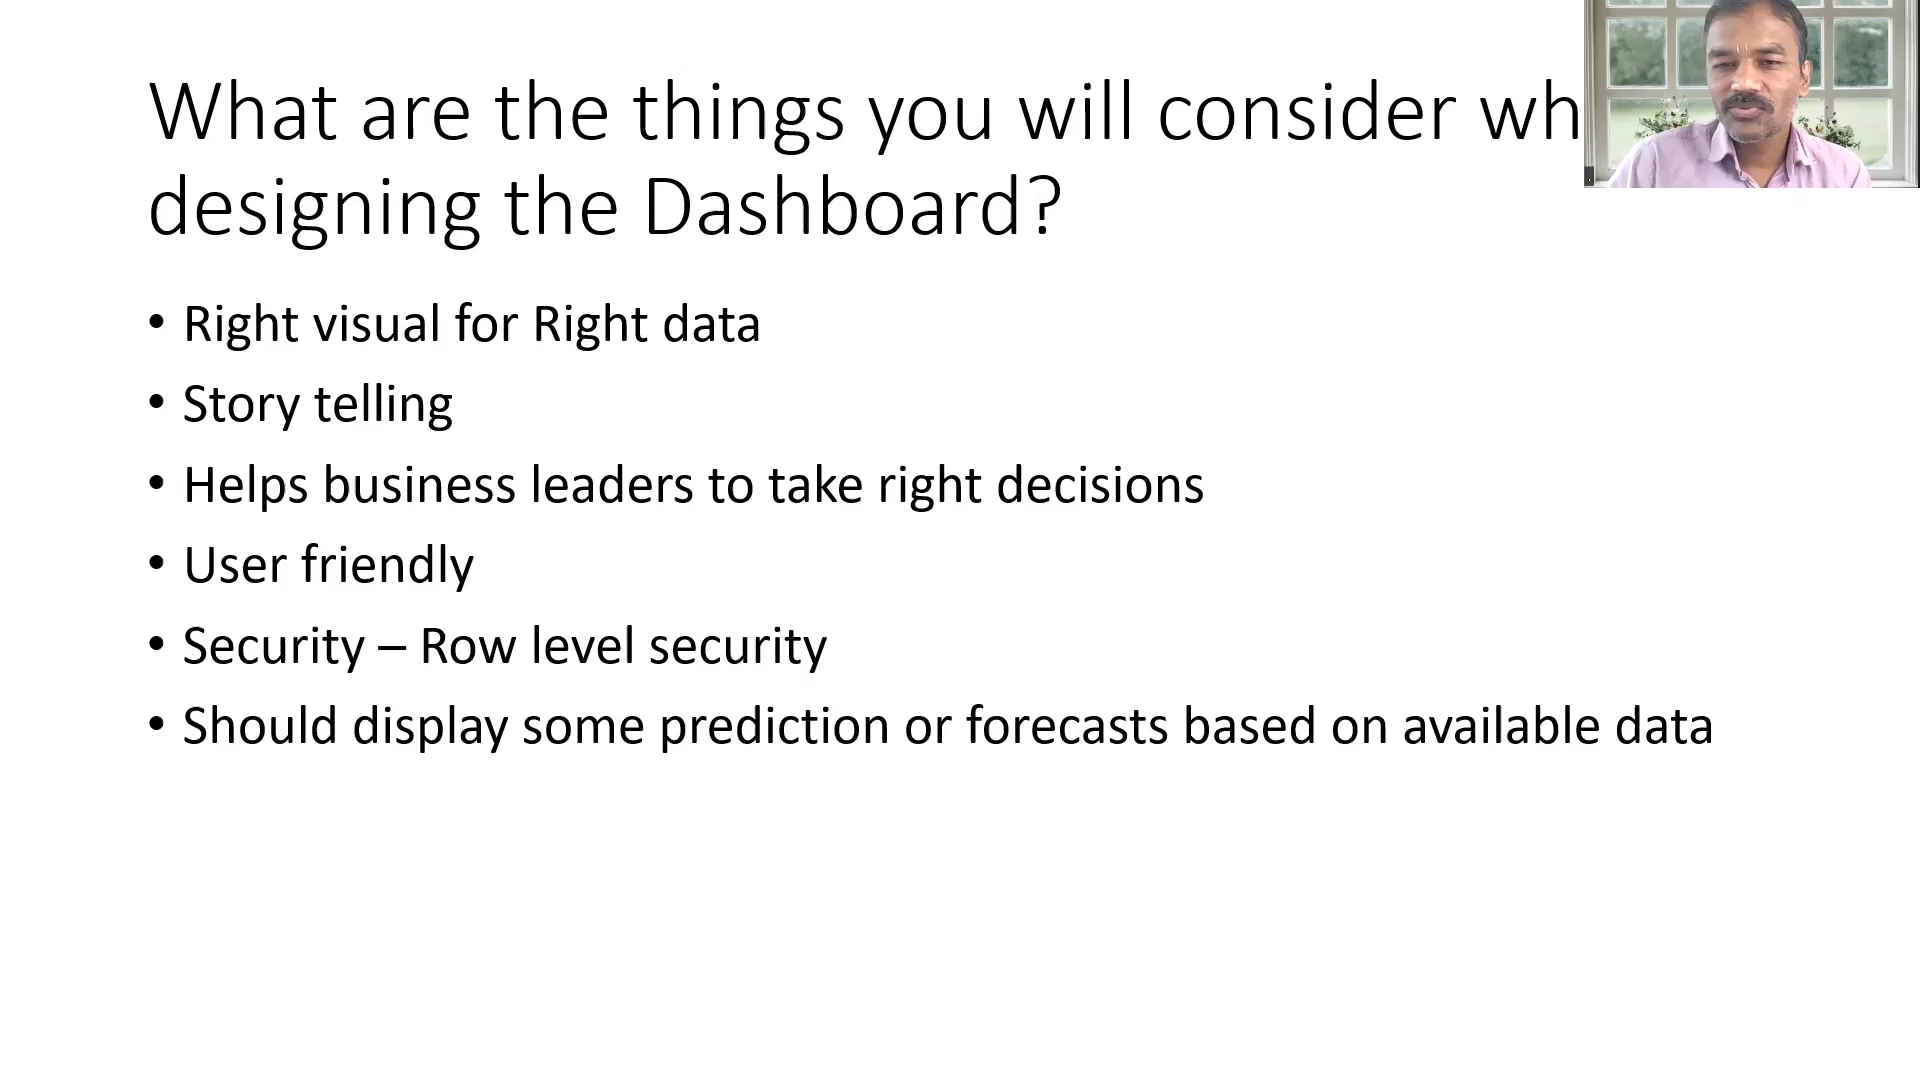 What are the things you will consider wh
designing the Dashboard?
• Right visual for Right data
• Story telling
• Helps business leaders to take right decisions
• User friendly
• Security – Row level security
• Should display some prediction or forecasts based on available data